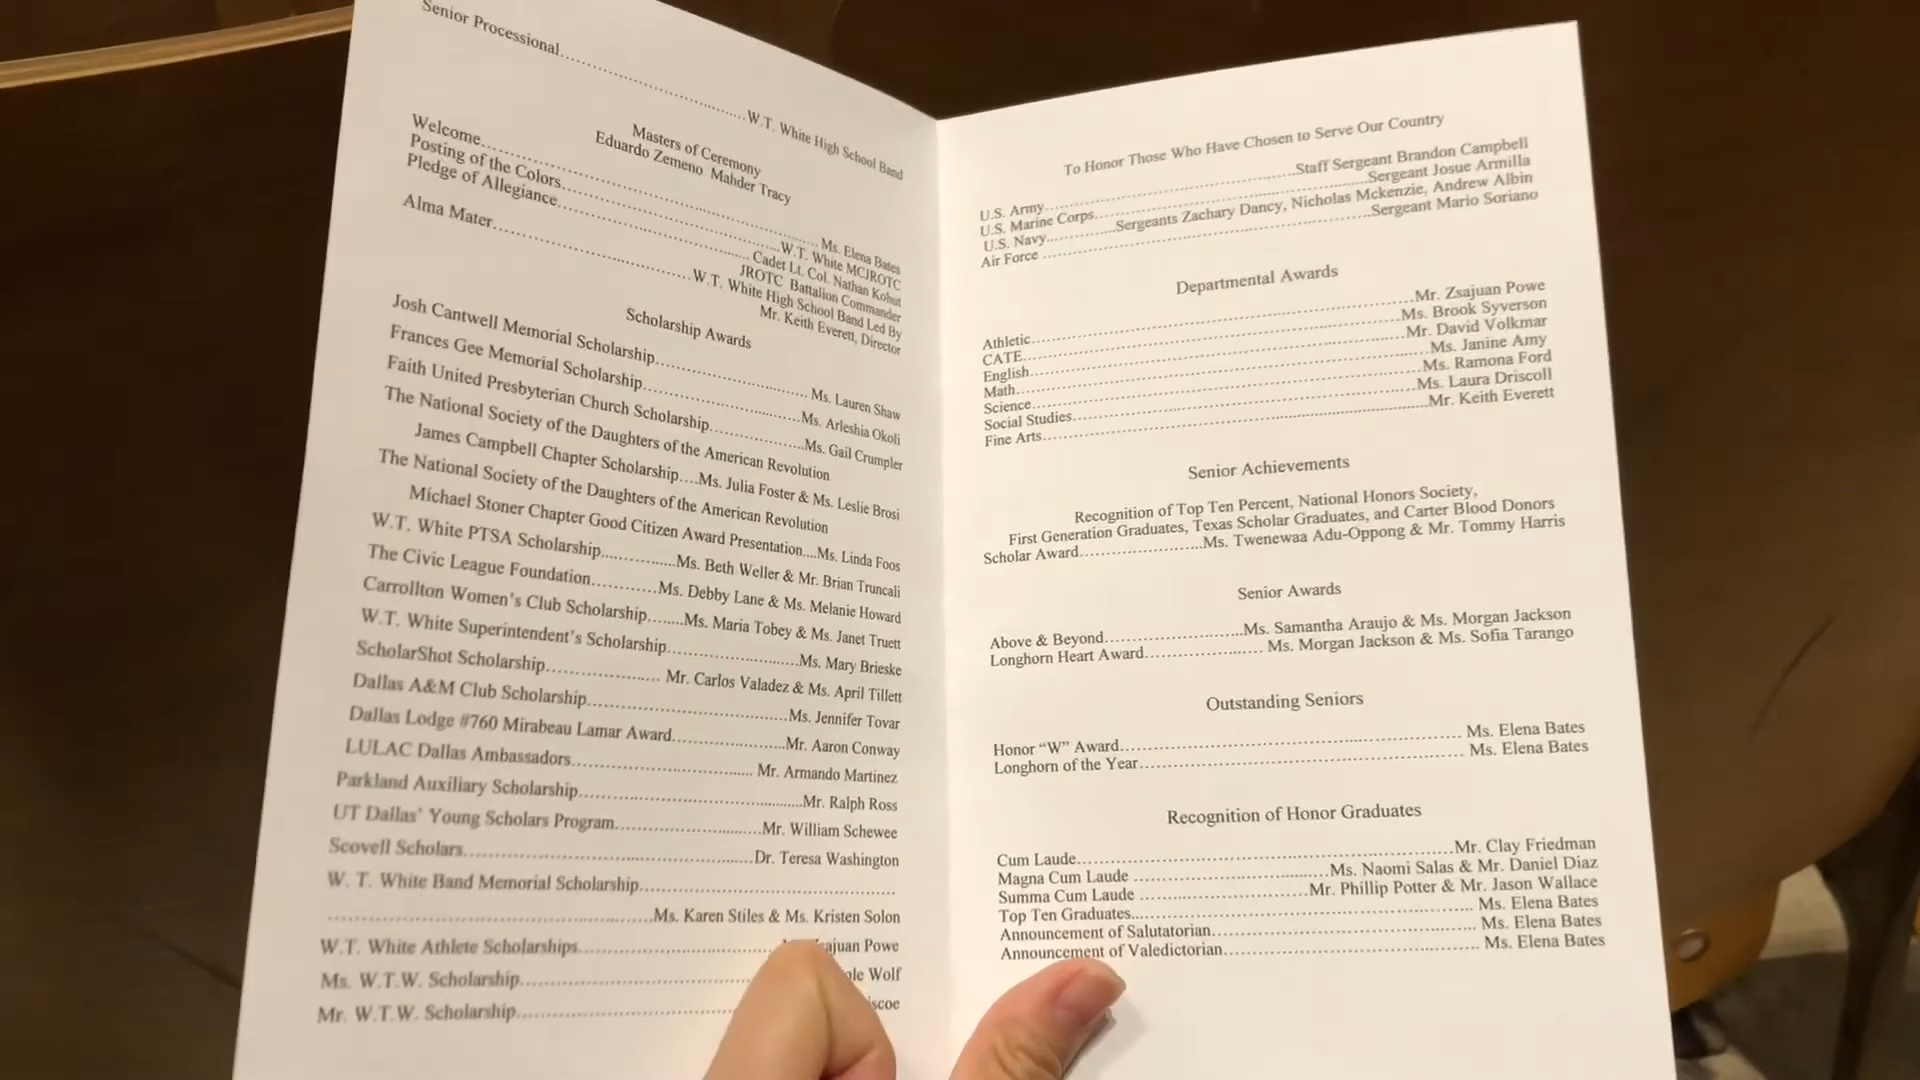 Senior Processional..........W.T. White High School Band
Masters of Ceremony
Eduardo Zemeno Mahder Tracy
Welcome..........Ms. Elena Bates
Posting of the Colors..........W.T. White MCJROTC
Pledge of Allegiance..........Cadet Lt. Col. Nathan Kohut
JROTC Battalion Commander
Alma Mater..........W.T. White High School Band Led By
Mr. Keith Everett, Director
Scholarship Awards
Josh Cantwell Memorial Scholarship..........Ms. Lauren Shaw
Frances Gee Memorial Scholarship..........Ms. Arleshia Okoli
Faith United Presbyterian Church Scholarship..........Ms. Gail Crumpler
The National Society of the Daughters of the American Revolution
James Campbell Chapter Scholarship....Ms. Julia Foster & Ms. Leslie Brosi
The National Society of the Daughters of the American Revolution
Michael Stoner Chapter Good Citizen Award Presentation....Ms. Linda Foos
W.T. White PTSA Scholarship..........Ms. Beth Weller & Mr. Brian Truncali
The Civic League Foundation..........Ms. Debby Lane & Ms. Melanie Howard
Carrollton Women's Club Scholarship........Ms. Maria Tobey & Ms. Janet Truett
W.T. White Superintendent's Scholarship..........Ms. Mary Brieske
ScholarShot Scholarship.......... Mr. Carlos Valadez & Ms. April Tillett
Dallas A&M Club Scholarship..........Ms. Jennifer Tovar
Dallas Lodge #760 Mirabeau Lamar Award..........Mr. Aaron Conway
LULAC Dallas Ambassadors.......... Mr. Armando Martinez
Parkland Auxiliary Scholarship..........Mr. Ralph Ross
UT Dallas' Young Scholars Program..........Mr. William Schewee
Scovell Scholars..........Dr. Teresa Washington
W. T. White Band Memorial Scholarship..........
..........Ms. Karen Stiles & Ms. Kristen Solon
W.T. White Athlete Scholarships.......... Powe
Ms. W.T.W. Scholarship.......... Wolf
Mr. W.T.W. Scholarship..........
To Honor Those Who Have Chosen to Serve Our Country
U.S. Army..........Staff Sergeant Brandon Campbell
U.S. Marine Corps..........Sergeant Josue Armilla
U.S. Navy..........Sergeants Zachary Dancy, Nicholas Mckenzie, Andrew Albin
Air Force ..........Sergeant Mario Soriano
Departmental Awards
Athletic..........Mr. Zsajuan Powe
CATE..........Ms. Brook Syverson
English..........Mr. David Volkmar
Math..........Ms. Janine Amy
Science..........Ms. Ramona Ford
Social Studies..........Ms. Laura Driscoll
Fine Arts..........Mr. Keith Everett
Senior Achievements
Recognition of Top Ten Percent, National Honors Society,
First Generation Graduates, Texas Scholar Graduates, and Carter Blood Donors
Scholar Award..........Ms. Twenewaa Adu-Oppong & Mr. Tommy Harris
Senior Awards
Above & Beyond..........Ms. Samantha Araujo & Ms. Morgan Jackson
Longhorn Heart Award.......... Ms. Morgan Jackson & Ms. Sofia Tarango
Outstanding Seniors
Honor “W” Award.......... Ms. Elena Bates
Longhorn of the Year.......... Ms. Elena Bates
Recognition of Honor Graduates
Cum Laude..........Mr. Clay Friedman
Magna Cum Laude ..........Ms. Naomi Salas & Mr. Daniel Diaz
Summa Cum Laude ..........Mr. Phillip Potter & Mr. Jason Wallace
Top Ten Graduates.......... Ms. Elena Bates
Announcement of Salutatorian.......... Ms. Elena Bates
Announcement of Valedictorian.......... Ms. Elena Bates